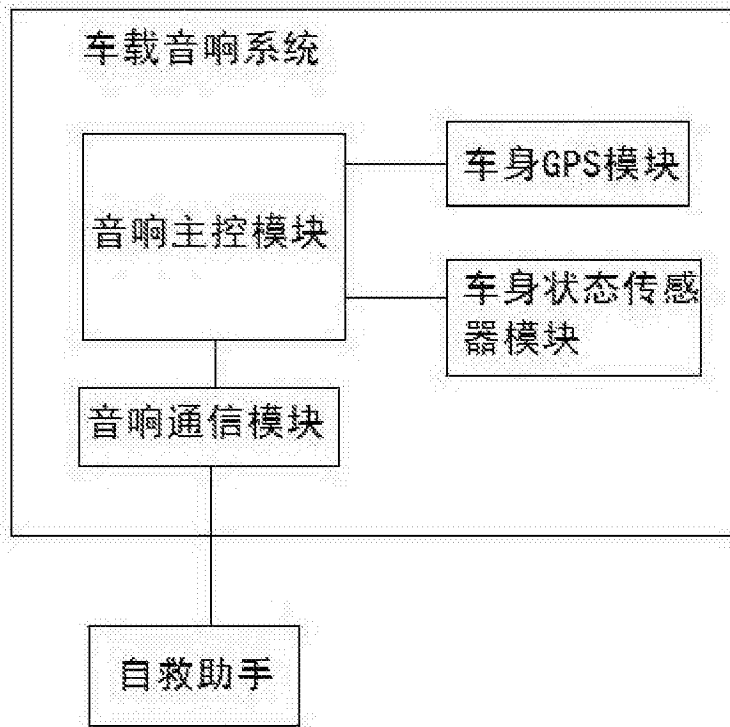 车载音响系统
车身GPS模块
音响主控模块
车身状态传感
器模块
音响通信模块
自救助手